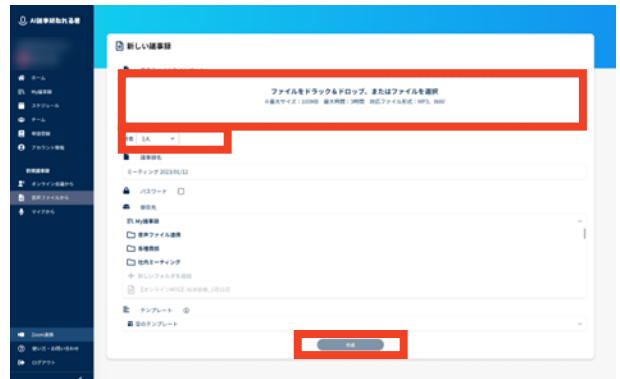 AI議事録取れる君
新しい議事録
ホーム
My議事録
スケジュール
チーム
単語登録
アカウント情報
新規議事録
オンライン会議から
音声ファイルから
マイクから
ファイルをドラッグ&ドロップ、またはファイルを選択
※最大サイズ：200MB 最大時間：3時間 対応ファイル形式：MP3、WAV
1人
議事録名
ミーティング 2023/01/12
パスワード
保存先
My議事録
音声ファイル連携
各種商談
社内ミーティング
新しいフォルダを追加
テンプレート
空のテンプレート
作成
Zoom連携
使い方・お問い合わせ
ログアウト